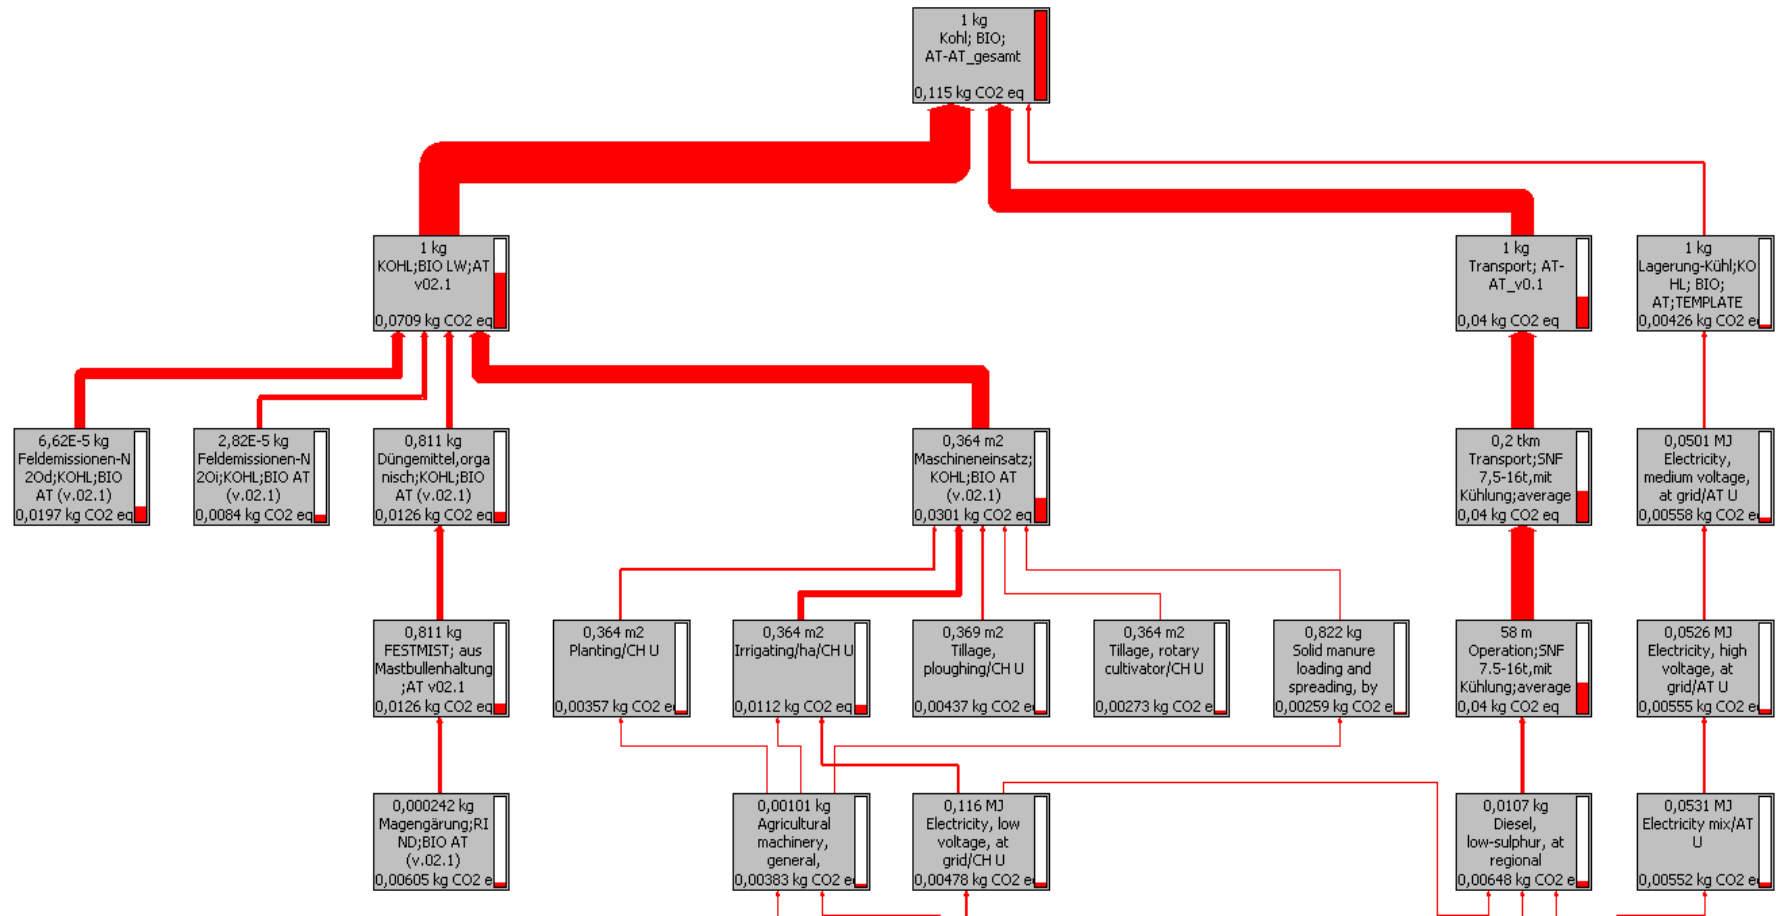 1 kg
Kohl; BIO;
AT-AT_gesamt
0,115 kg CO2 eq
1 kg
KOHL;BIO LW;AT
v02.1
0,0709 kg CO2 eq
1 kg
Transport; AT-
AT_v0.1
0,04 kg CO2 eq
1 kg
Lagerung-Kühl;KO
HL; BIO;
AT;TEMPLATE
0,00426 kg CO2 e
6,62E-5 kg
Feldemissionen-N
2Od;KOHL;BIO
AT (v.02.1)
0,0197 kg CO2 eq
2,82E-5 kg
Feldemissionen-N
2Oi;KOHL;BIO AT
(v.02.1)
0,0084 kg CO2 eq
0,811 kg
Düngemittel,orga
nisch;KOHL;BIO
AT (v.02.1)
0,0126 kg CO2 eq
0,364 m2
Maschineneinsatz;
KOHL;BIO AT
(v.02.1)
0,0301 kg CO2 eq
0,2 tkm
Transport;SNF
7,5-16t,mit
Kühlung;average
0,04 kg CO2 eq
0,0501 MJ
Electricity,
medium voltage,
at grid/AT U
0,00558 kg CO2 e
0,811 kg
FESTMIST; aus
Mastbullenhaltung
;AT v02.1
0,0126 kg CO2 eq
0,364 m2
Planting/CH U
0,00357 kg CO2 e
0,364 m2
Irrigating/ha/CH U
0,0112 kg CO2 eq
0,369 m2
Tillage,
ploughing/CH U
0,00437 kg CO2 e
0,364 m2
Tillage, rotary
cultivator/CH U
0,00273 kg CO2 e
0,822 kg
Solid manure
loading and
spreading, by
0,00259 kg CO2 e
58 m
Operation;SNF
7.5-16t,mit
Kühlung;average
0,04 kg CO2 eq
0,0526 MJ
Electricity, high
voltage, at
grid/AT U
0,00555 kg CO2 e
0,000242 kg
Magengärung;RI
ND;BIO AT
(v.02.1)
0,00605 kg CO2 e
0,00101 kg
Agricultural
machinery,
general,
0,00383 kg CO2 e
0,116 MJ
Electricity, low
voltage, at
grid/CH U
0,00478 kg CO2 e
0,0107 kg
Diesel,
low-sulphur, at
regional
0,00648 kg CO2 e
0,0531 MJ
Electricity mix/AT
U
0,00552 kg CO2 e